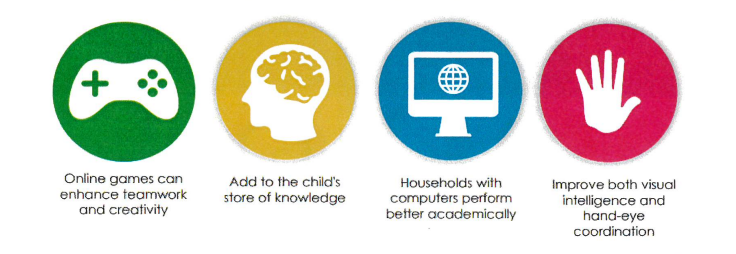 Online games can
enhance teamwork
and creativity
Add to the child's
store of knowledge
Households with
computers perform
better academically
Improve both visual
intelligence and
hand-eye
coordination